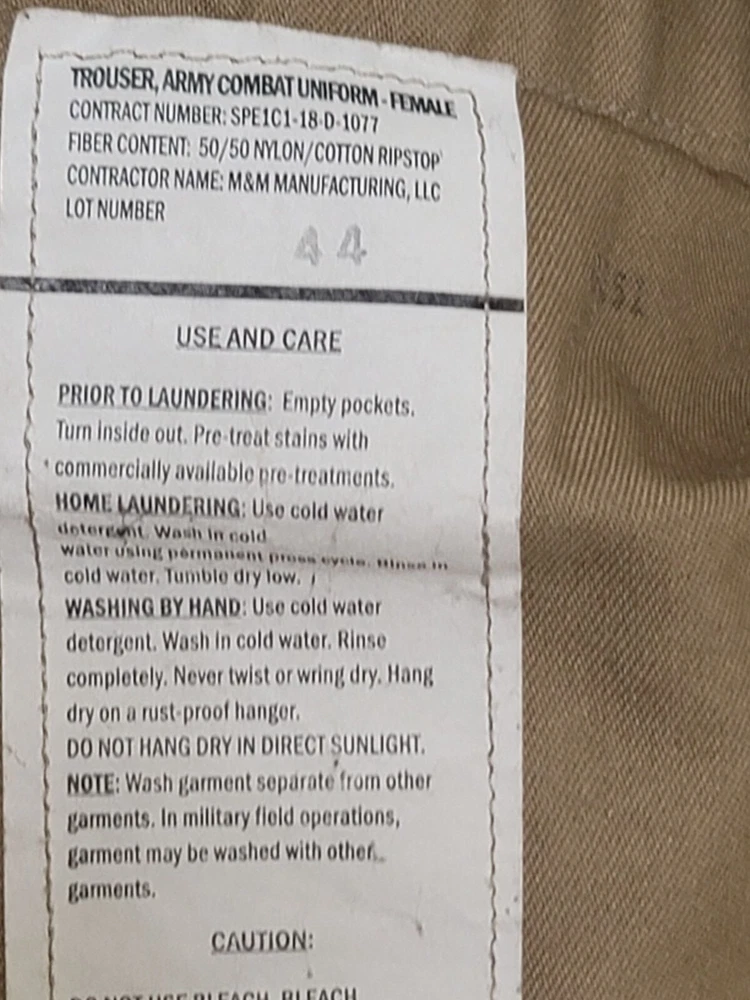 TROUSER, ARMY COMBAT UNIFORM - FEMALE
CONTRACT NUMBER: SPE1C1-18-D-1077
FIBER CONTENT: 50/50 NYLON/COTTON RIPSTOP
CONTRACTOR NAME: M&M MANUFACTURING, LLC
LOT NUMBER
44
USE AND CARE
PRIOR TO LAUNDERING: Empty pockets.
Turn inside out. Pre-treat stains with
commercially available pre-treatments.
HOME LAUNDERING: Use cold water
detergent. Wash in cold
water using permanent press cycle. Rinse in
cold water. Tumble dry low.
WASHING BY HAND: Use cold water
detergent. Wash in cold water. Rinse
completely. Never twist or wring dry. Hang
dry on a rust-proof hanger.
DO NOT HANG DRY IN DIRECT SUNLIGHT.
NOTE: Wash garment separate from other
garments. In military field operations,
garment may be washed with other
garments.
CAUTION:
DO NOT USE BLEACH. BLEACH